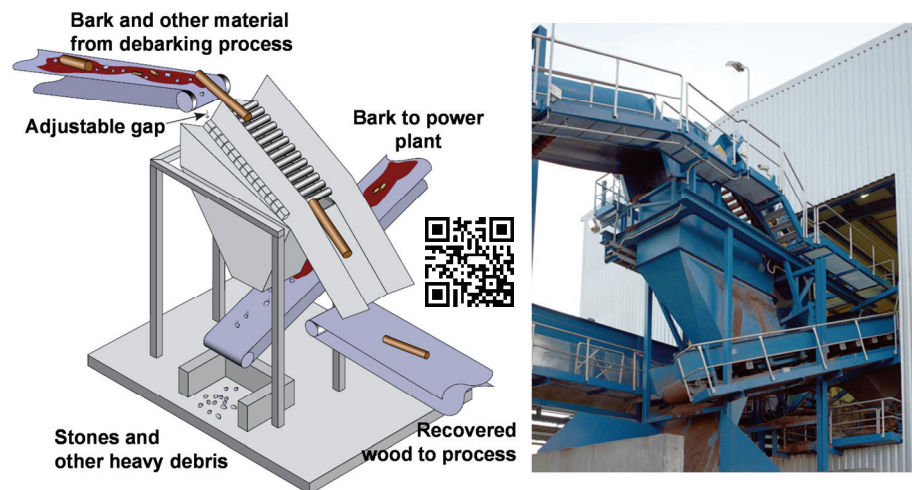 Bark and other material
from debarking process
Adjustable gap
Bark to power
plant
Stones and
other heavy debris
Recovered
wood to process